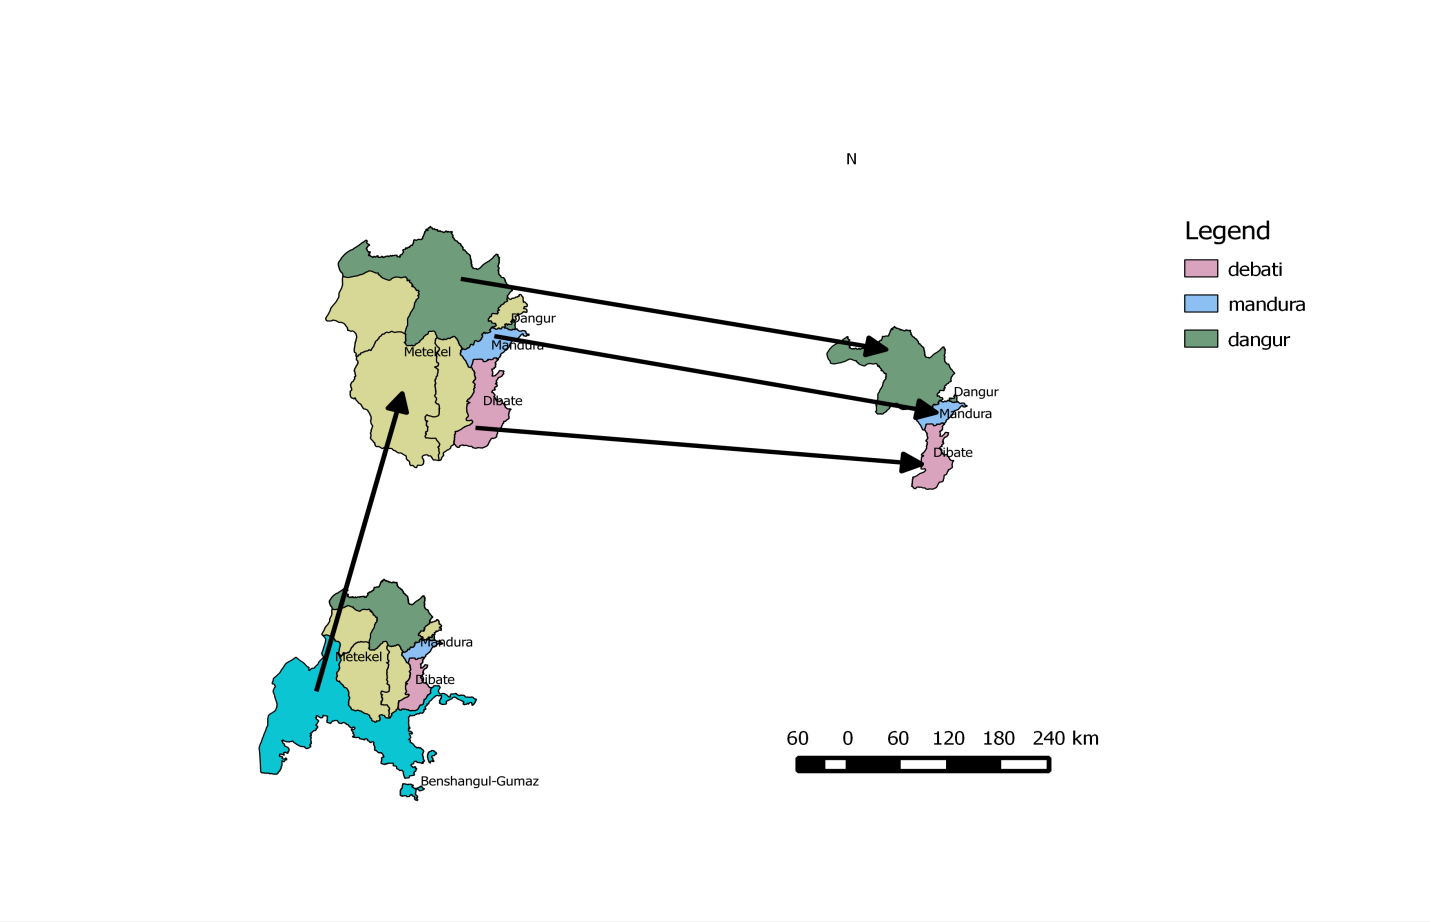 N
Legend
debati
mandura
dangur
Dangur
Mandura
Metekel
Dibate
Dangur
Mandura
Dibate
Mandura
Metekel
Dibate
Benshangul-Gumaz
60 0 60 120 180 240 km